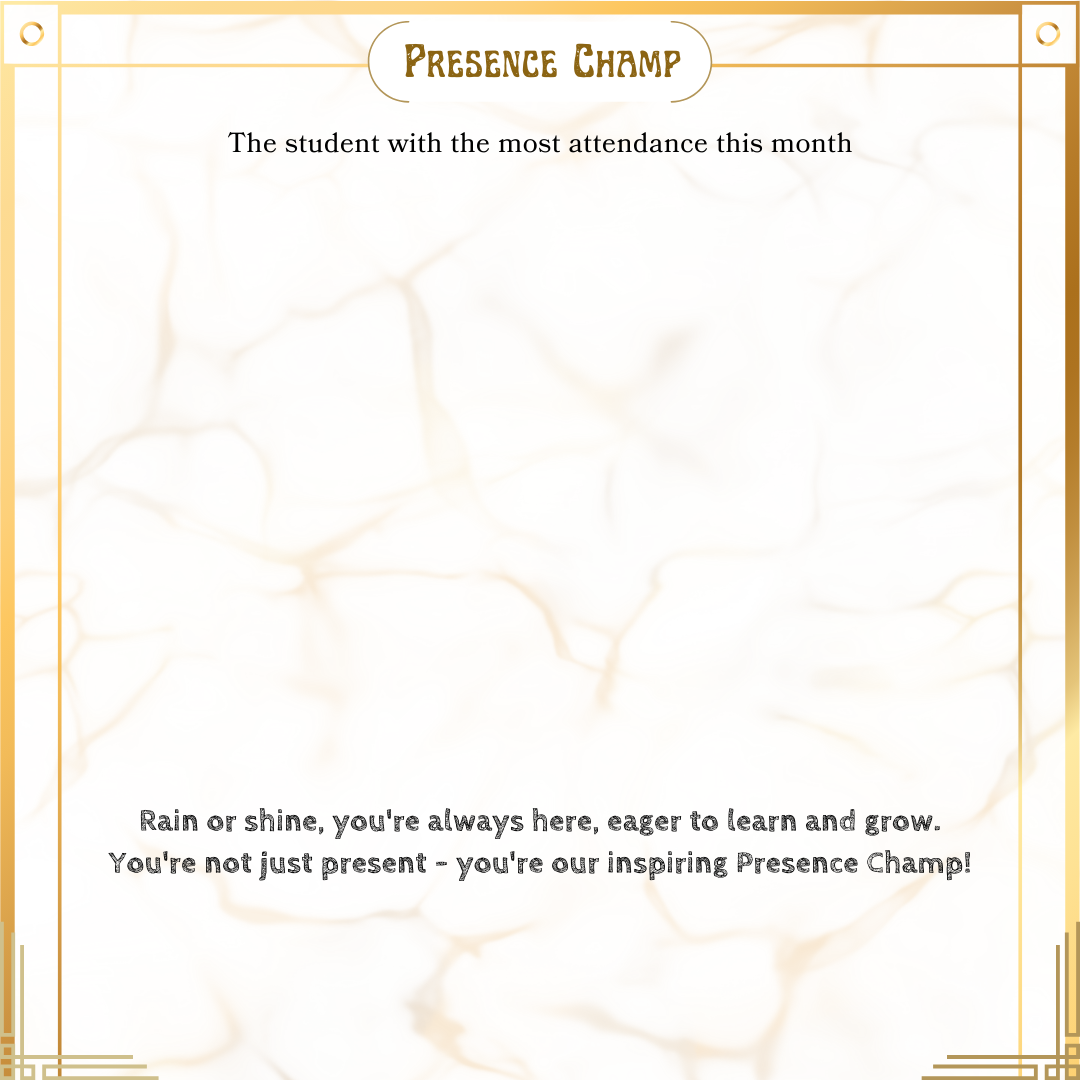 Presence Champ
The student with the most attendance this month
Rain or shine, you're always here, eager to learn and grow.
You're not just present - you're our inspiring Presence Champ!